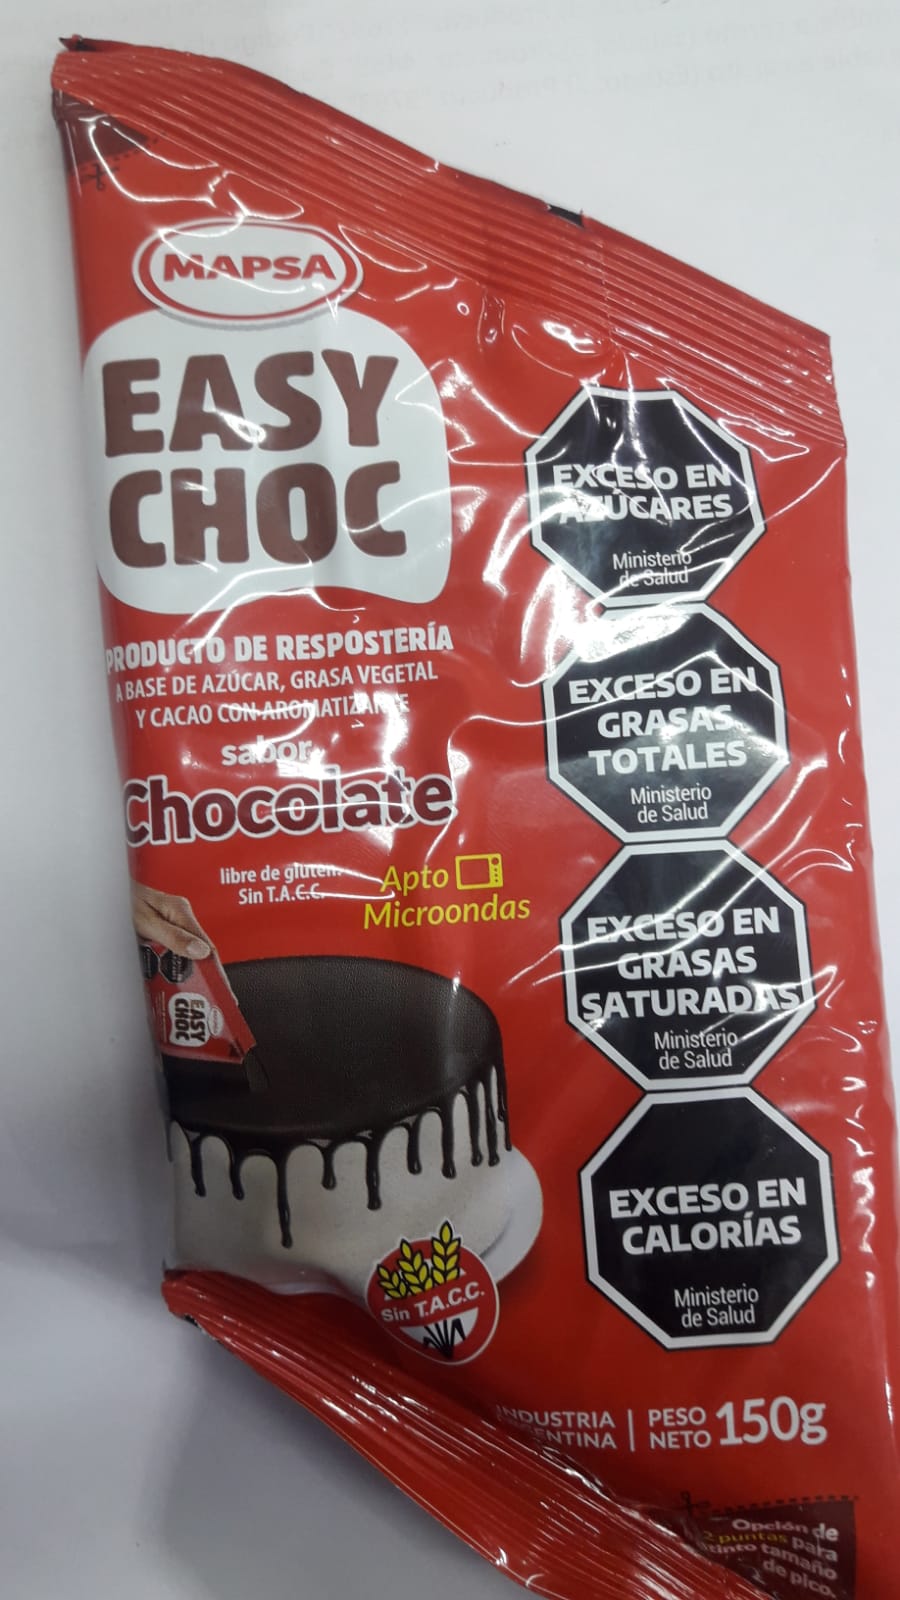 MAPSA
EASY
CHOC
PRODUCTO DE RESPOSTERÍA
A BASE DE AZÚCAR, GRASA VEGETAL
Y CACAO CON AROMATIZANTE
sabor
Chocolate
libre de gluten.
Sin T.A.C.C.
Apto
Microondas
EASY
CHOC
Sin T.A.C.C.
EXCESO EN
AZÚCARES
Ministerio
de Salud
EXCESO EN
GRASAS
TOTALES
Ministerio
de Salud
EXCESO EN
GRASAS
SATURADAS
Ministerio
de Salud
EXCESO EN
CALORÍAS
Ministerio
de Salud
INDUSTRIA
ARGENTINA
PESO
NETO 150g
Opción de
2 puntas para
distinto tamaño
de pico.